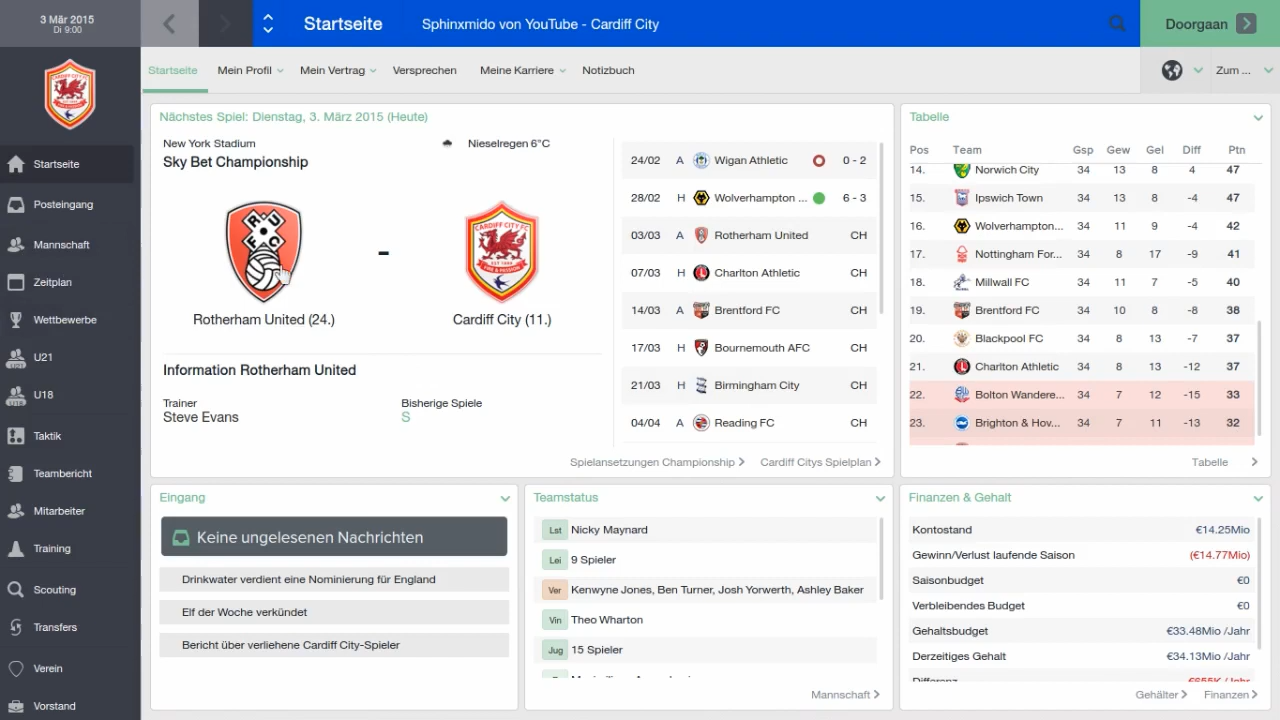 3 Mär 2015
Di 9:00
Startseite
Sphinxmido von YouTube - Cardiff City
Doorgaan
Startseite
Mein Profil
Mein Vertrag
Versprechen
Meine Karriere
Notizbuch
Zum ...
Startseite
Posteingang
Mannschaft
Zeitplan
Wettbewerbe
U21
U18
Taktik
Teambericht
Mitarbeiter
Training
Scouting
Transfers
Verein
Vorstand
Nächstes Spiel: Dienstag, 3. März 2015 (Heute)
New York Stadium
Nieselregen 6°C
Sky Bet Championship
CARDIFF CITY FC
FIRE & PASSION
-
Rotherham United (24.)
Cardiff City (11.)
Information Rotherham United
Trainer
Steve Evans
Bisherige Spiele
S
24/02 A Wigan Athletic 0 - 2
28/02 H Wolverhampton ... 6 - 3
03/03 A Rotherham United CH
07/03 H Charlton Athletic CH
14/03 A Brentford FC CH
17/03 H Bournemouth AFC CH
21/03 H Birmingham City CH
04/04 A Reading FC CH
Spielansetzungen Championship
Cardiff Citys Spielplan
Tabelle
Pos Team Gsp Gew Gel Diff Ptn
14. Norwich City 34 13 8 4 47
15. Ipswich Town 34 13 8 -4 47
16. Wolverhampton... 34 11 9 -4 42
17. Nottingham For... 34 8 17 -9 41
18. Millwall FC 34 11 7 -5 40
19. Brentford FC 34 10 8 -8 38
20. Blackpool FC 34 8 13 -7 37
21. Charlton Athletic 34 8 13 -12 37
22. Bolton Wandere... 34 7 12 -15 33
23. Brighton & Hov... 34 7 11 -13 32
Tabelle
Eingang
Keine ungelesenen Nachrichten
Drinkwater verdient eine Nominierung für England
Elf der Woche verkündet
Bericht über verliehene Cardiff City-Spieler
Teamstatus
Lst Nicky Maynard
Lei 9 Spieler
Ver Kenwyne Jones, Ben Turner, Josh Yorwerth, Ashley Baker
Vin Theo Wharton
Jug 15 Spieler
Mannschaft
Finanzen & Gehalt
Kontostand €14.25Mio
Gewinn/Verlust laufende Saison (€14.77Mio)
Saisonbudget €0
Verbleibendes Budget €0
Gehaltsbudget €33.48Mio /Jahr
Derzeitiges Gehalt €34.13Mio /Jahr
Differenz €655K /Jahr
Gehälter
Finanzen